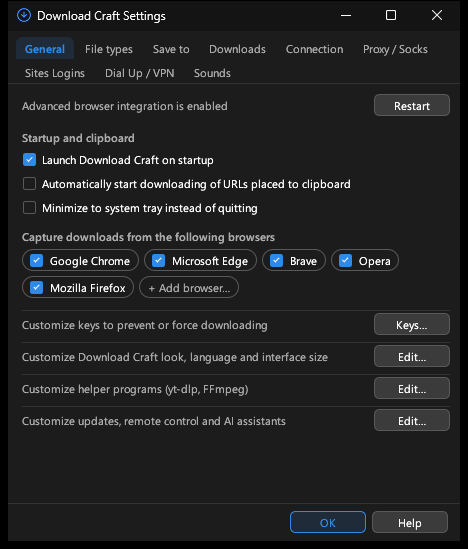 Download Craft Settings
General File types Save to Downloads Connection Proxy / Socks
Sites Logins Dial Up / VPN Sounds
Advanced browser integration is enabled Restart
Startup and clipboard
Launch Download Craft on startup
Automatically start downloading of URLs placed to clipboard
Minimize to system tray instead of quitting
Capture downloads from the following browsers
Google Chrome Microsoft Edge Brave Opera
Mozilla Firefox + Add browser...
Customize keys to prevent or force downloading Keys...
Customize Download Craft look, language and interface size Edit...
Customize helper programs (yt-dlp, FFmpeg) Edit...
Customize updates, remote control and AI assistants Edit...
OK Help